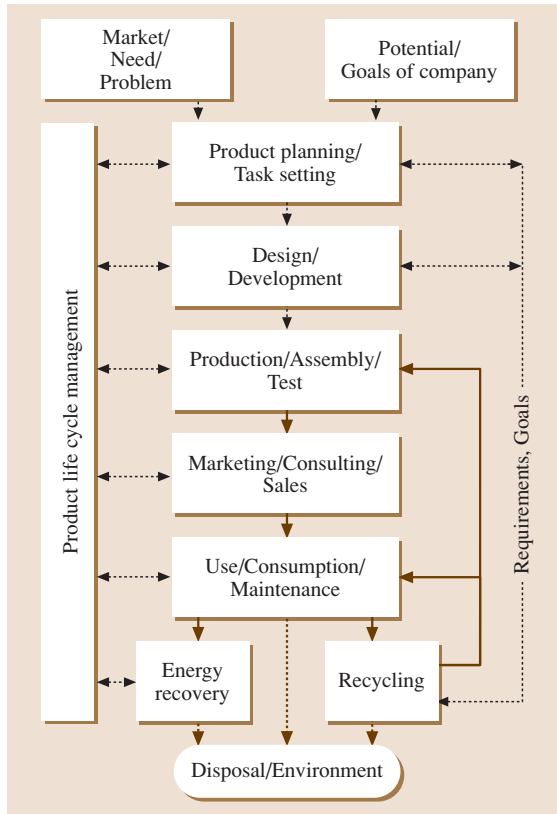 Market/
Need/
Problem
Potential/
Goals of company
Product planning/
Task setting
Design/
Development
Production/Assembly/
Test
Marketing/Consulting/
Sales
Use/Consumption/
Maintenance
Energy
recovery
Recycling
Disposal/Environment
Product life cycle management
Requirements, Goals